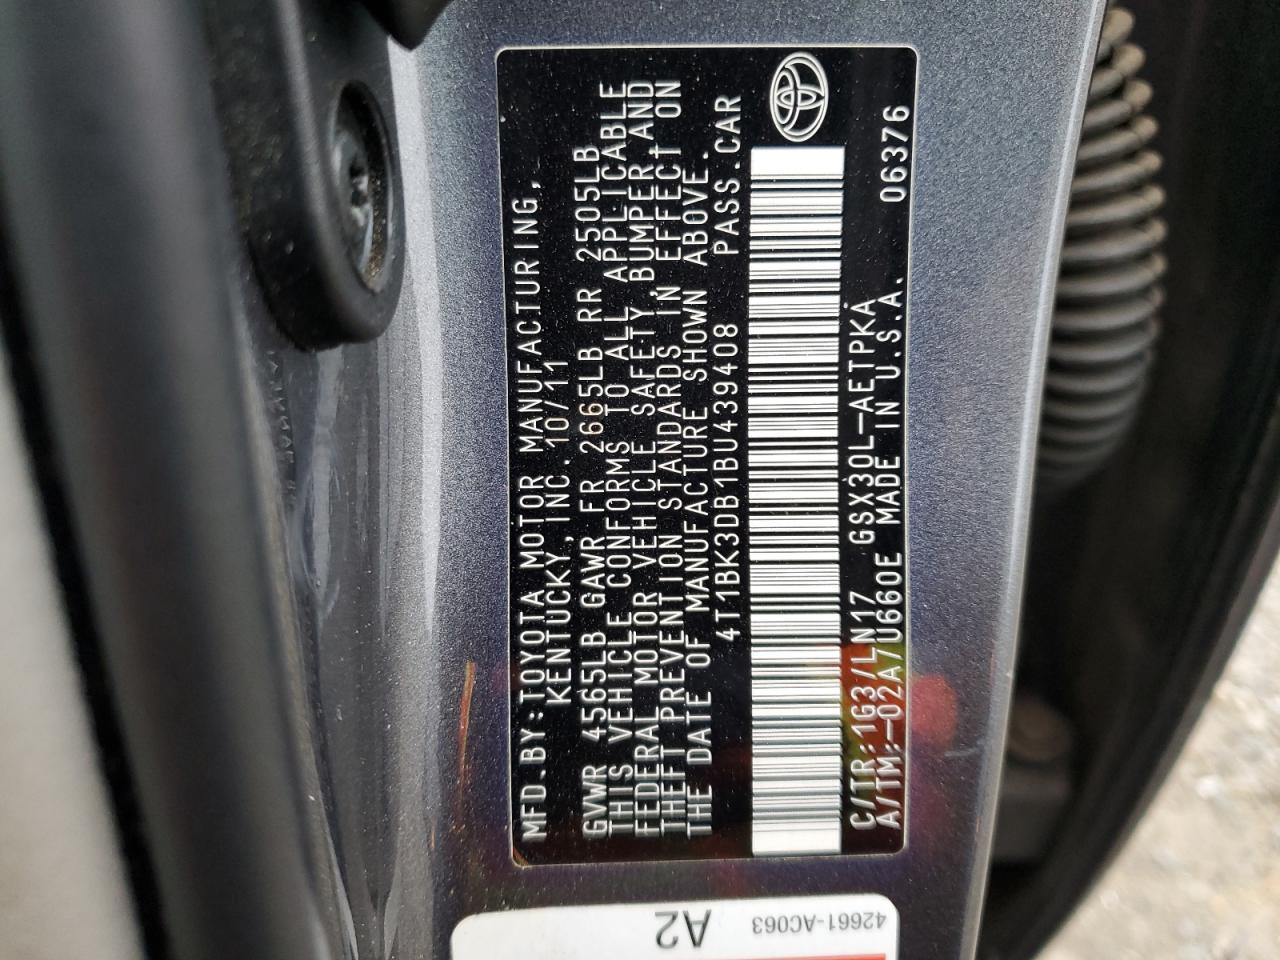 MFD.BY:TOYOTA MOTOR MANUFACTURING,
KENTUCKY,INC. 10/11
GVWR 4565LB GAWR FR 2665LB RR 2505LB
THIS VEHICLE CONFORMS TO ALL APPLICABLE
FEDERAL MOTOR VEHICLE SAFETY,BUMPER,AND
THEFT PREVENTION STANDARDS IN EFFECT ON
THE DATE OF MANUFACTURE SHOWN ABOVE.
4T1BK3DB1BU439408 PASS.CAR
C/TR:1G3/LN17 GSX30L-AETPKA 06376
A/TM:-02A/U660E MADE IN U.S.A.
42661-AC063
A2